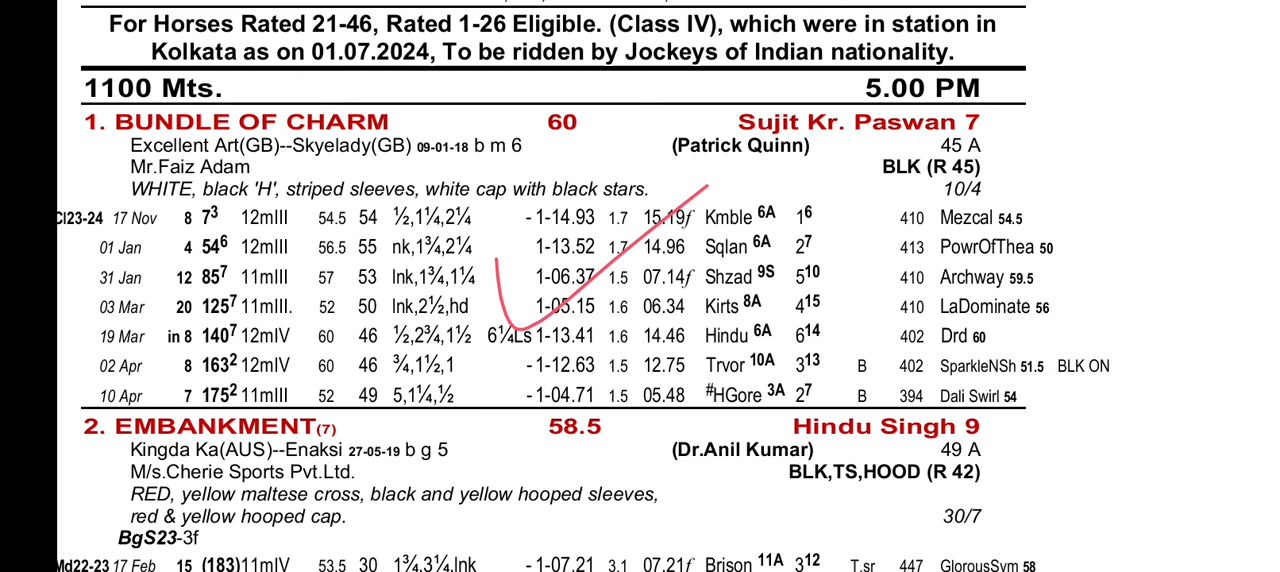 For Horses Rated 21-46, Rated 1-26 Eligible. (Class IV), which were in station in
Kolkata as on 01.07.2024, To be ridden by Jockeys of Indian nationality.
1100 Mts. 5.00 PM
1. BUNDLE OF CHARM 60 Sujit Kr. Paswan 7
Excellent Art(GB)--Skyelady(GB) 09-01-18 b m 6 (Patrick Quinn) 45 A
Mr.Faiz Adam BLK (R 45)
WHITE, black 'H', striped sleeves, white cap with black stars. 10/4
Cl23-24 17 Nov 8 7³ 12mIII 54.5 54 ½,1¼,2¼ - 1-14.93 1.7 15.19f Kmble 6A 1⁶ 410 Mezcal 54.5
01 Jan 4 54⁶ 12mIII 56.5 55 nk,1¾,2¼ 1-13.52 1.7 14.96 Sqlan 6A 2⁷ 413 PowrOfThea 50
31 Jan 12 85⁷ 11mIII 57 53 lnk,1¾,1¼ 1-06.37 1.5 07.14f Shzad 9S 5¹⁰ 410 Archway 59.5
03 Mar 20 125⁷ 11mIII. 52 50 lnk,2½,hd 1-05.15 1.6 06.34 Kirts 8A 4¹⁵ 410 LaDominate 56
19 Mar in 8 140⁷ 12mIV 60 46 ½,2¾,1½ 6¼Ls 1-13.41 1.6 14.46 Hindu 6A 6¹⁴ 402 Drd 60
02 Apr 8 163² 12mIV 60 46 ¾,1½,1 - 1-12.63 1.5 12.75 Trvor 10A 3¹³ B 402 SparkleNSh 51.5 BLK ON
10 Apr 7 175² 11mIII 52 49 5,1¼,½ - 1-04.71 1.5 05.48 #HGore 3A 2⁷ B 394 Dali Swirl 54
2. EMBANKMENT(7) 58.5 Hindu Singh 9
Kingda Ka(AUS)--Enaksi 27-05-19 b g 5 (Dr.Anil Kumar) 49 A
M/s.Cherie Sports Pvt.Ltd. BLK,TS,HOOD (R 42)
RED, yellow maltese cross, black and yellow hooped sleeves,
red & yellow hooped cap. 30/7
BgS23-3f
Md22-23 17 Feb 15 (183)11mIV 53.5 30 1¾,3¼,lnk - 1-07.21 3.1 07.21f Brison 11A 3¹² T.sr 447 GlorousSym 58